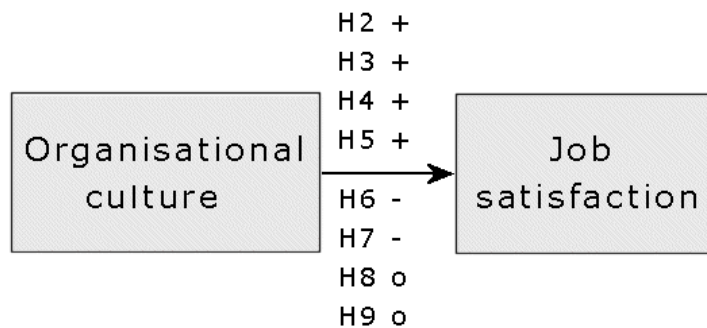 H2 +
H3 +
H4 +
H5 +
Organisational
culture
Job
satisfaction
H6 -
H7 -
H8 o
H9 o